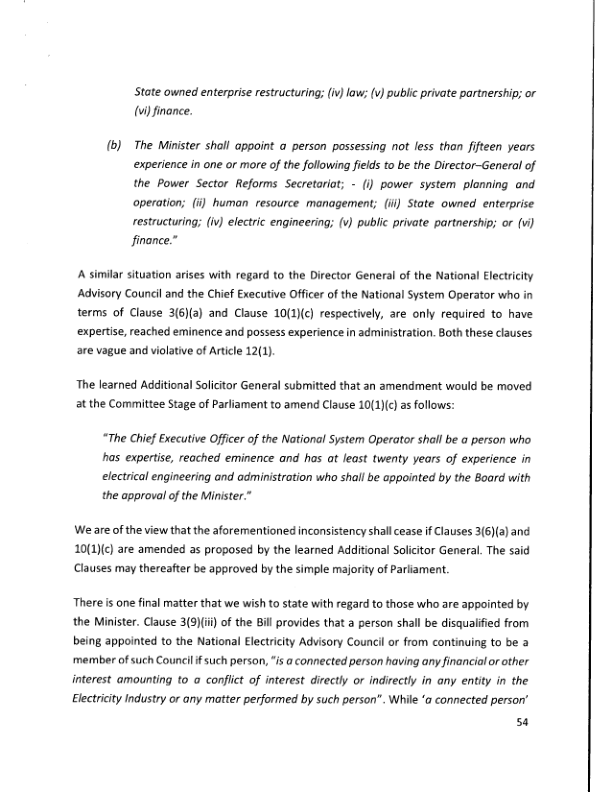 State owned enterprise restructuring; (iv) law; (v) public private partnership; or
(vi) finance.
(b) The Minister shall appoint a person possessing not less than fifteen years
experience in one or more of the following fields to be the Director–General of
the Power Sector Reforms Secretariat; - (i) power system planning and
operation; (ii) human resource management; (iii) State owned enterprise
restructuring; (iv) electric engineering; (v) public private partnership; or (vi)
finance."
A similar situation arises with regard to the Director General of the National Electricity
Advisory Council and the Chief Executive Officer of the National System Operator who in
terms of Clause 3(6)(a) and Clause 10(1)(c) respectively, are only required to have
expertise, reached eminence and possess experience in administration. Both these clauses
are vague and violative of Article 12(1).
The learned Additional Solicitor General submitted that an amendment would be moved
at the Committee Stage of Parliament to amend Clause 10(1)(c) as follows:
"The Chief Executive Officer of the National System Operator shall be a person who
has expertise, reached eminence and has at least twenty years of experience in
electrical engineering and administration who shall be appointed by the Board with
the approval of the Minister."
We are of the view that the aforementioned inconsistency shall cease if Clauses 3(6)(a) and
10(1)(c) are amended as proposed by the learned Additional Solicitor General. The said
Clauses may thereafter be approved by the simple majority of Parliament.
There is one final matter that we wish to state with regard to those who are appointed by
the Minister. Clause 3(9)(iii) of the Bill provides that a person shall be disqualified from
being appointed to the National Electricity Advisory Council or from continuing to be a
member of such Council if such person, "is a connected person having any financial or other
interest amounting to a conflict of interest directly or indirectly in any entity in the
Electricity Industry or any matter performed by such person". While 'a connected person'
54